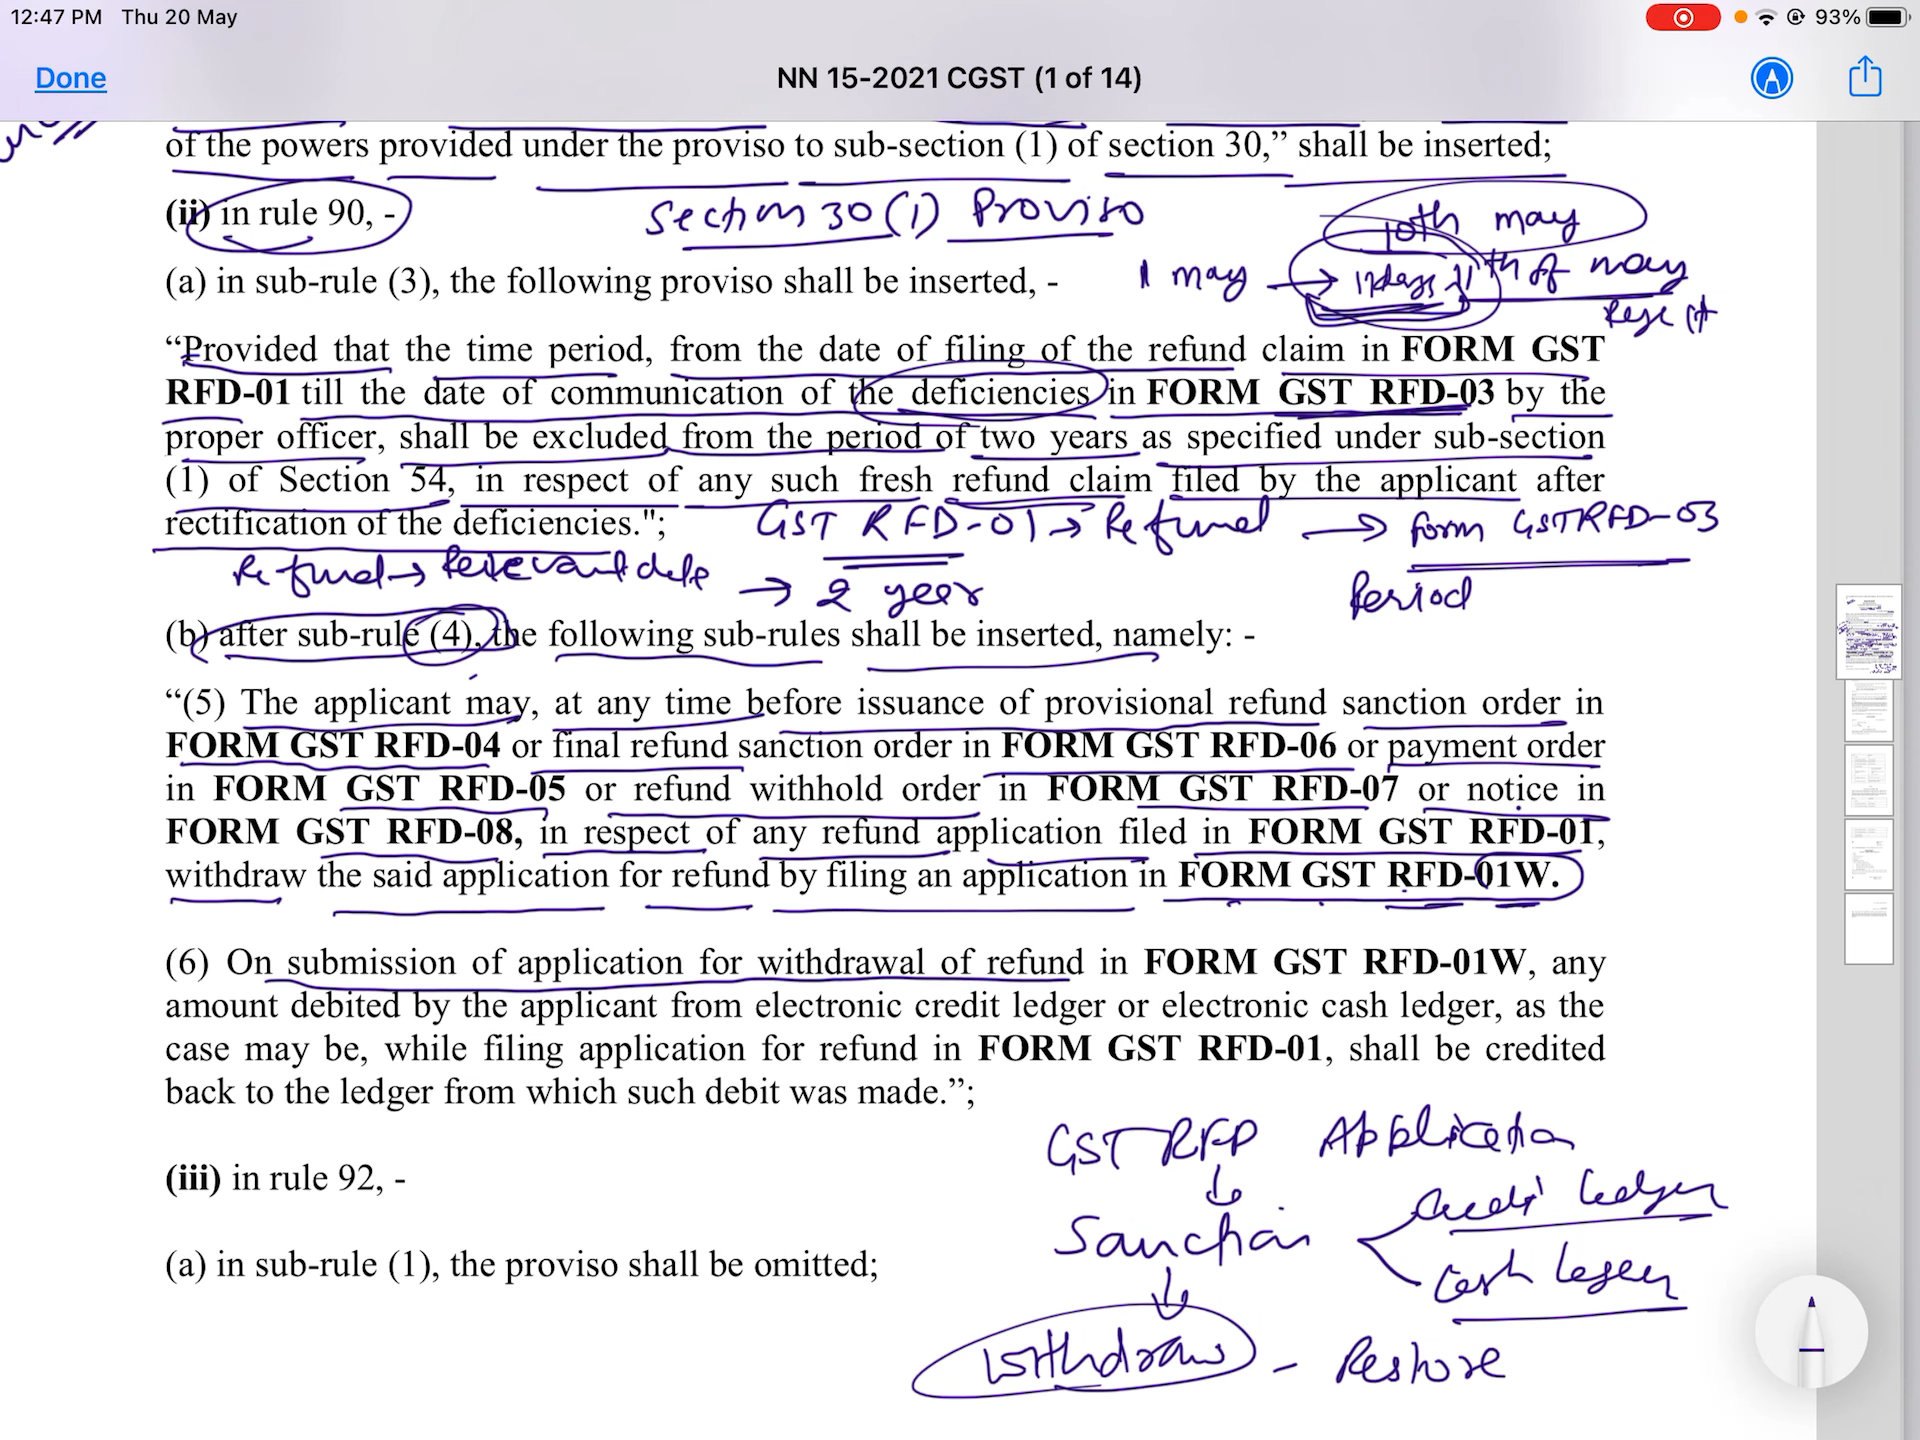 12:47 PM Thu 20 May
93%
Done
NN 15-2021 CGST (1 of 14)
of the powers provided under the proviso to sub-section (1) of section 30,” shall be inserted;
(ii) in rule 90, -
Section 30 (1) Proviso
10th may
(a) in sub-rule (3), the following proviso shall be inserted, -
1 may → 11th of may
Reject
“Provided that the time period, from the date of filing of the refund claim in FORM GST
RFD-01 till the date of communication of the deficiencies in FORM GST RFD-03 by the
proper officer, shall be excluded from the period of two years as specified under sub-section
(1) of Section 54, in respect of any such fresh refund claim filed by the applicant after
rectification of the deficiencies.";
GST RFD-01 → Refund → form GSTRFD-03
Refund → Relevant date → 2 year
Period
(b) after sub-rule (4), the following sub-rules shall be inserted, namely: -
“(5) The applicant may, at any time before issuance of provisional refund sanction order in
FORM GST RFD-04 or final refund sanction order in FORM GST RFD-06 or payment order
in FORM GST RFD-05 or refund withhold order in FORM GST RFD-07 or notice in
FORM GST RFD-08, in respect of any refund application filed in FORM GST RFD-01,
withdraw the said application for refund by filing an application in FORM GST RFD-01W.
(6) On submission of application for withdrawal of refund in FORM GST RFD-01W, any
amount debited by the applicant from electronic credit ledger or electronic cash ledger, as the
case may be, while filing application for refund in FORM GST RFD-01, shall be credited
back to the ledger from which such debit was made.”;
GST RFD Application
(iii) in rule 92, -
Credit ledger
Sanction
(a) in sub-rule (1), the proviso shall be omitted;
Cash ledger
Withdraw - Restore